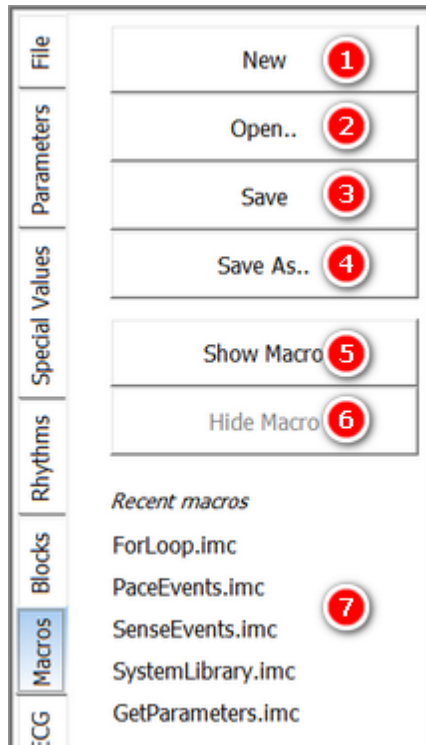 File
Parameters
Special Values
Rhythms
Blocks
Macros
ECG
New 1
Open.. 2
Save 3
Save As.. 4
Show Macro 5
Hide Macro 6
Recent macros
ForLoop.imc
PaceEvents.imc
7
SenseEvents.imc
SystemLibrary.imc
GetParameters.imc